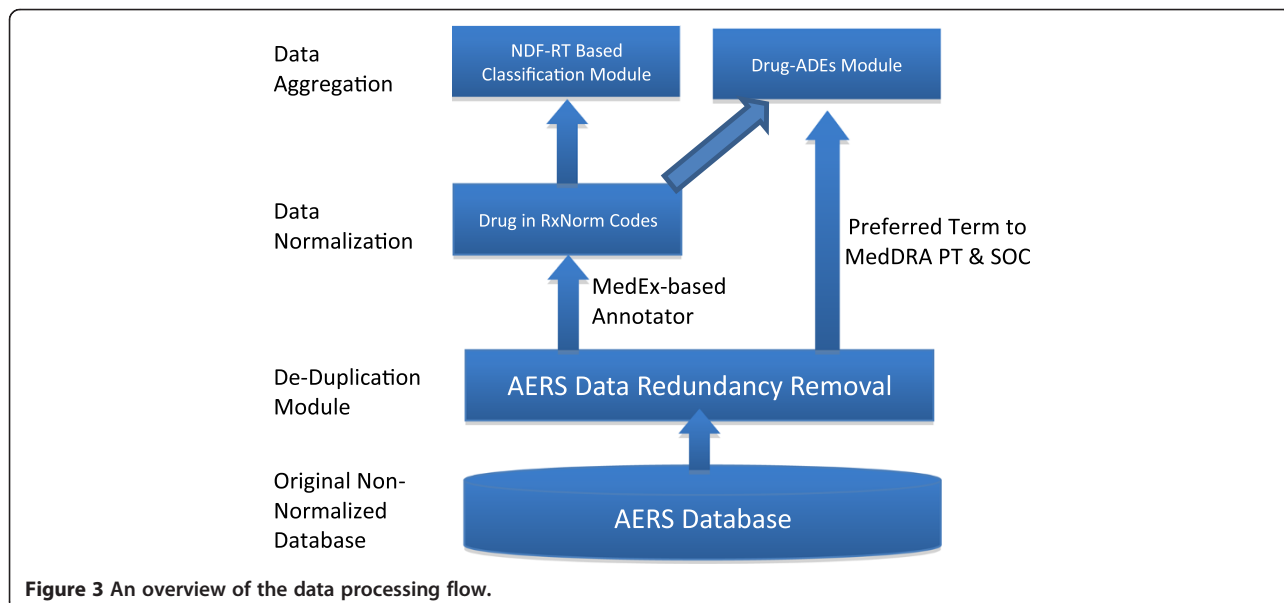 Data
Aggregation
NDF-RT Based
Classification Module
Drug-ADEs Module
Data
Normalization
Drug in RxNorm Codes
Preferred Term to
MedDRA PT & SOC
MedEx-based
Annotator
De-Duplication
Module
AERS Data Redundancy Removal
Original Non-
Normalized
Database
AERS Database
Figure 3 An overview of the data processing flow.